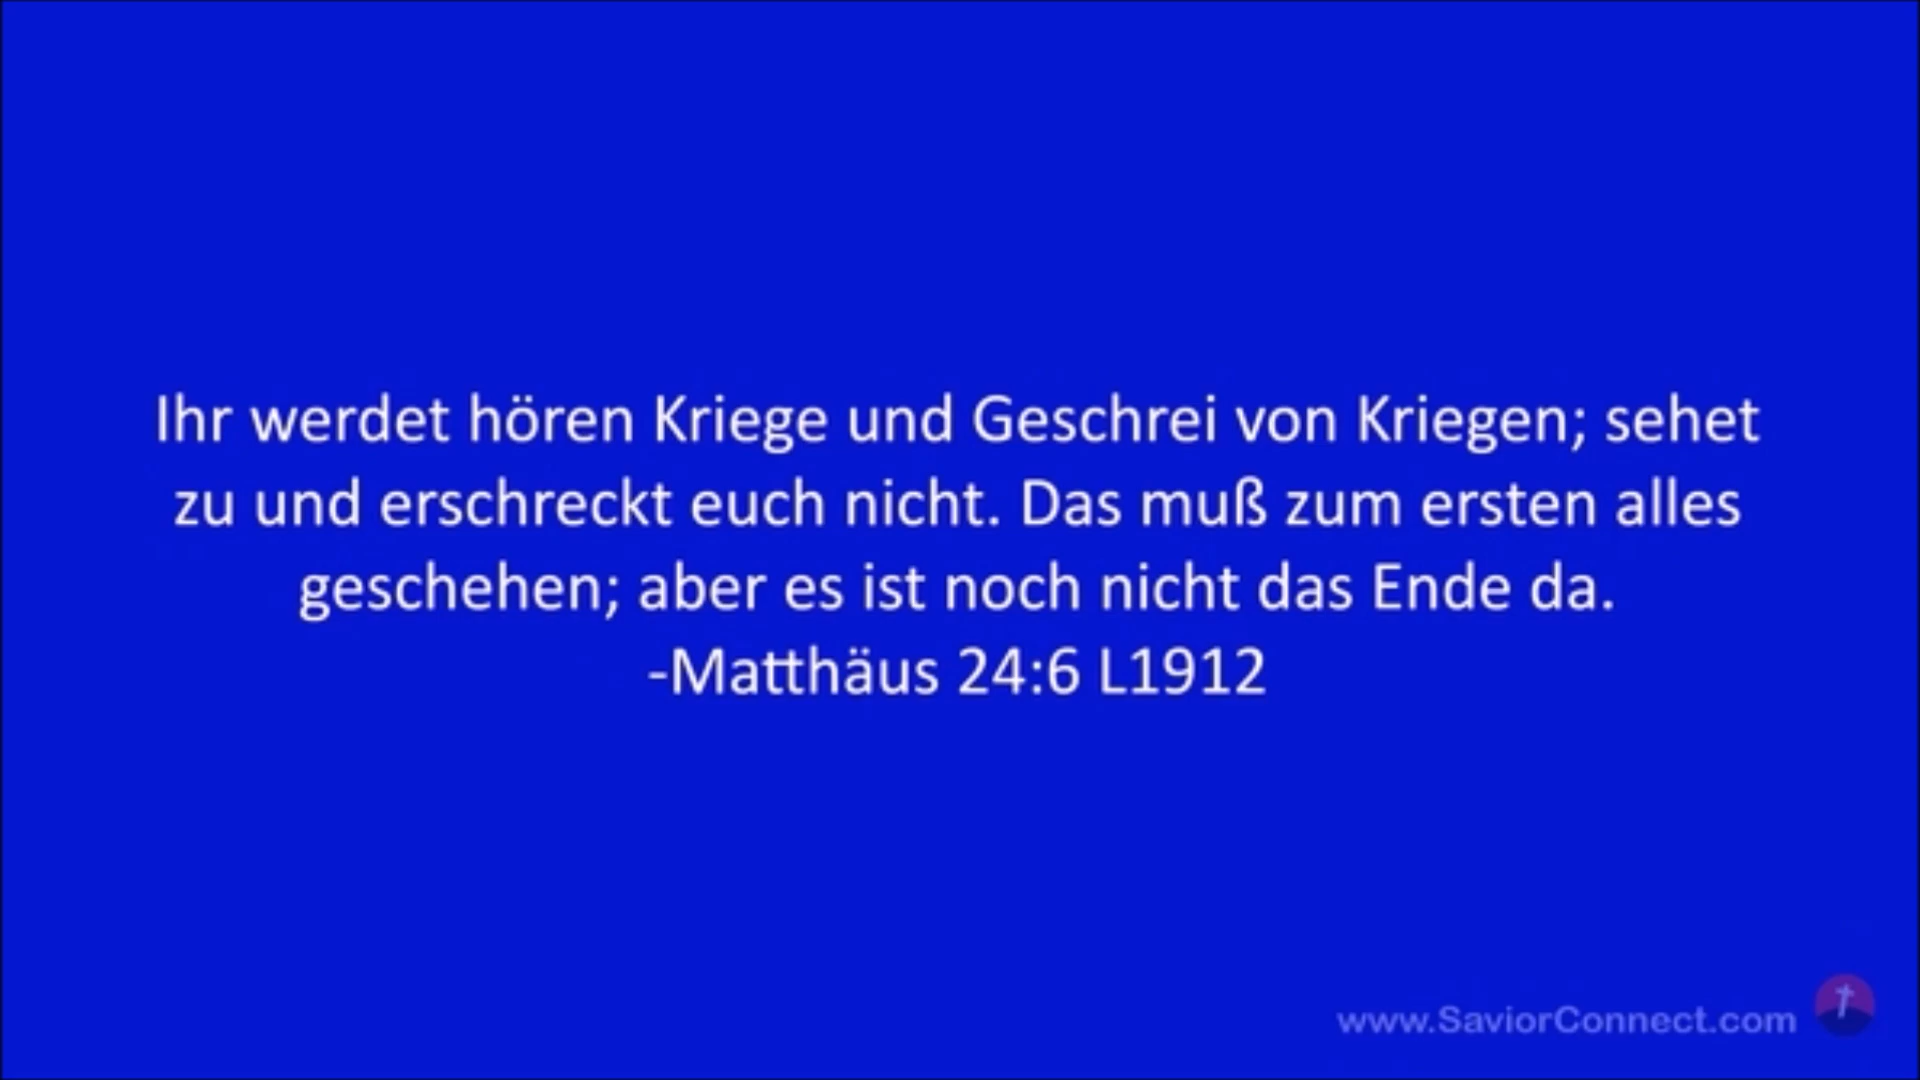 Ihr werdet hören Kriege und Geschrei von Kriegen; sehet
zu und erschreckt euch nicht. Das muß zum ersten alles
geschehen; aber es ist noch nicht das Ende da.
-Matthäus 24:6 L1912
www.SaviorConnect.com